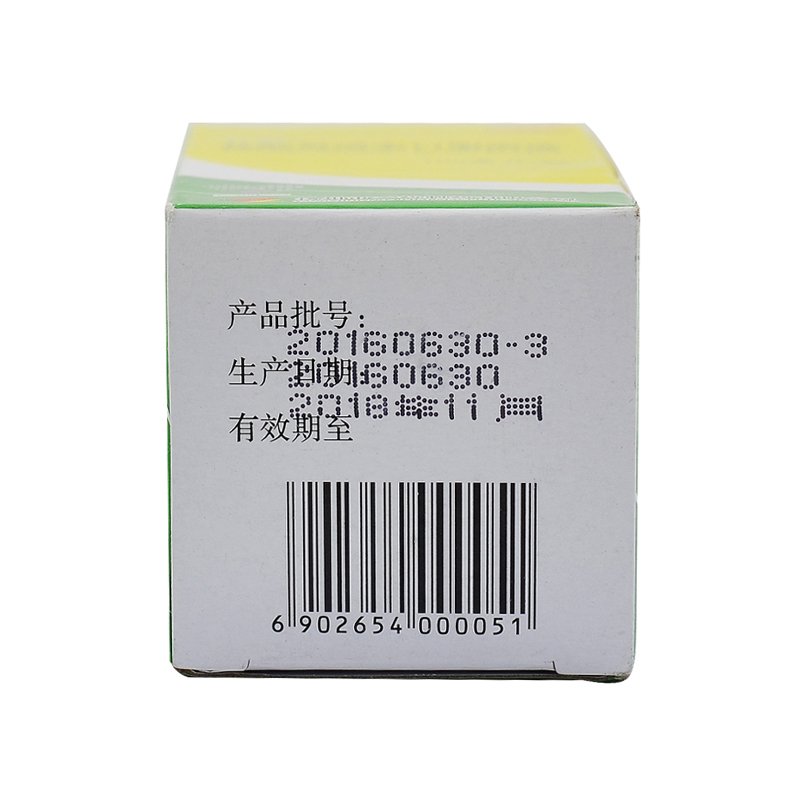 产品批号: 20160630-3
生产日期: 20160630
有效期至 2018年11月
6 902654 000051